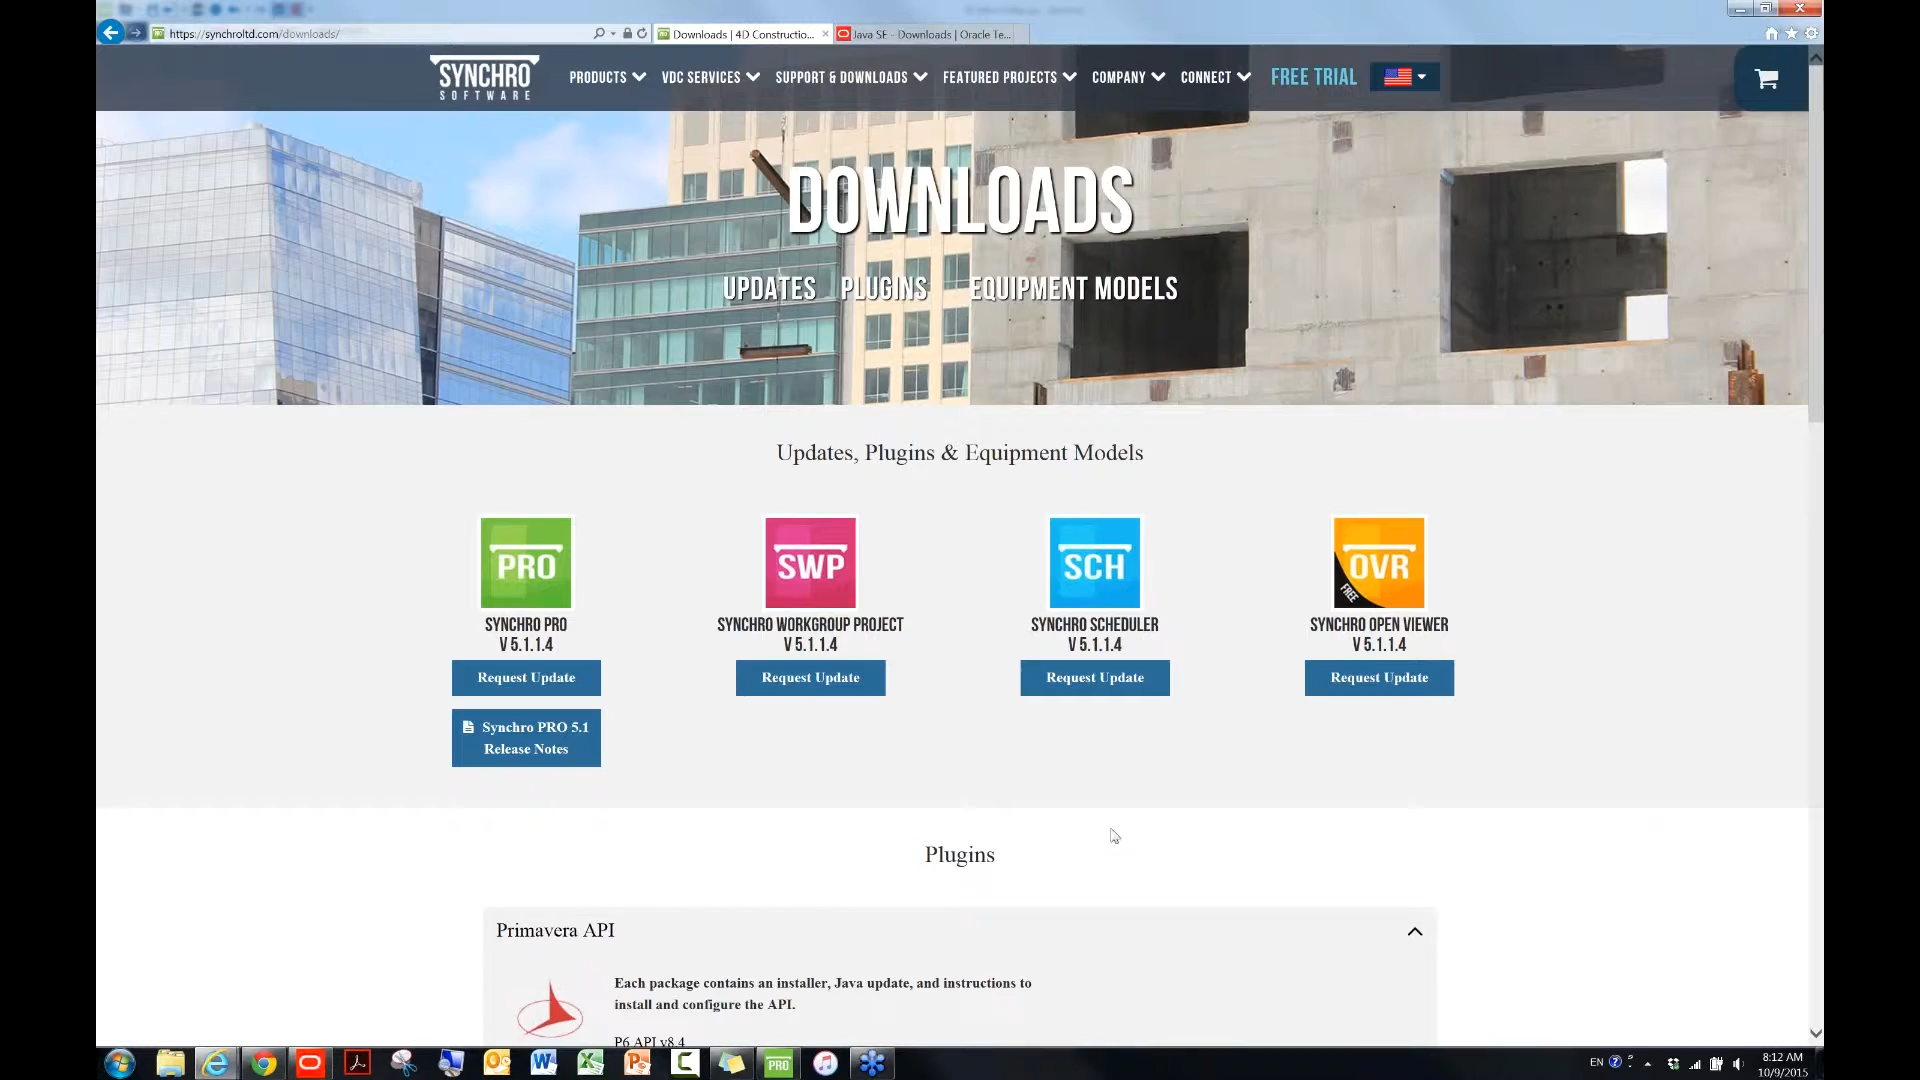 https://synchroltd.com/downloads/
Downloads | 4D Constructio...
Java SE - Downloads | Oracle Te...
SYNCHRO
SOFTWARE
PRODUCTS
VDC SERVICES
SUPPORT & DOWNLOADS
FEATURED PROJECTS
COMPANY
CONNECT
FREE TRIAL
DOWNLOADS
UPDATES PLUGINS EQUIPMENT MODELS
Updates, Plugins & Equipment Models
PRO
SWP
SCH
OVR
FREE
SYNCHRO PRO
V 5.1.1.4
Request Update
SYNCHRO WORKGROUP PROJECT
V 5.1.1.4
Request Update
SYNCHRO SCHEDULER
V 5.1.1.4
Request Update
SYNCHRO OPEN VIEWER
V 5.1.1.4
Request Update
Synchro PRO 5.1
Release Notes
Plugins
Primavera API
Each package contains an installer, Java update, and instructions to
install and configure the API.
P6 API v8.4
PRO
EN
8:12 AM
10/9/2015